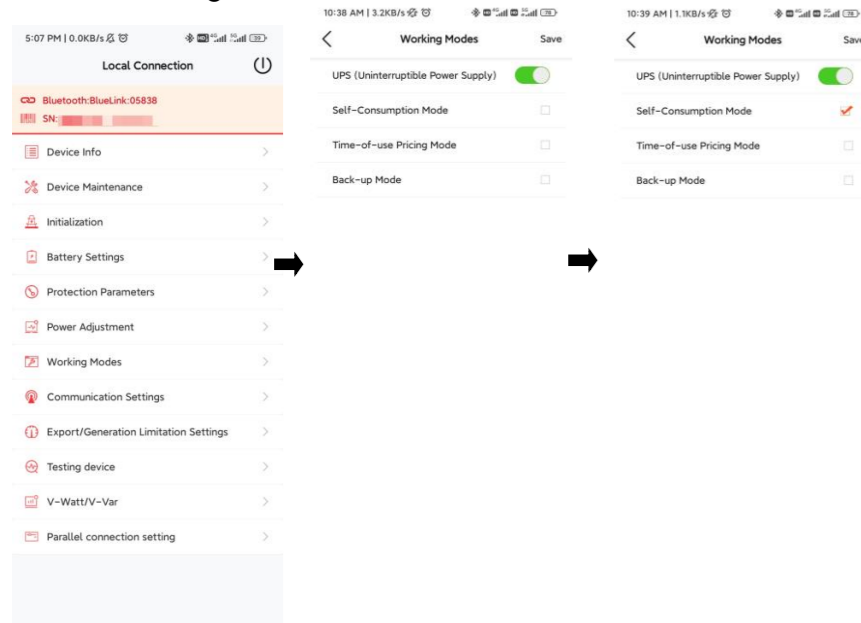 5:07 PM | 0.0KB/s
Local Connection
Bluetooth:BlueLink:05838
SN:
Device Info
Device Maintenance
Initialization
Battery Settings
Protection Parameters
Power Adjustment
Working Modes
Communication Settings
Export/Generation Limitation Settings
Testing device
V-Watt/V-Var
Parallel connection setting
10:38 AM | 3.2KB/s
Working Modes Save
UPS (Uninterruptible Power Supply)
Self-Consumption Mode
Time-of-use Pricing Mode
Back-up Mode
10:39 AM | 1.1KB/s
Working Modes Save
UPS (Uninterruptible Power Supply)
Self-Consumption Mode
Time-of-use Pricing Mode
Back-up Mode